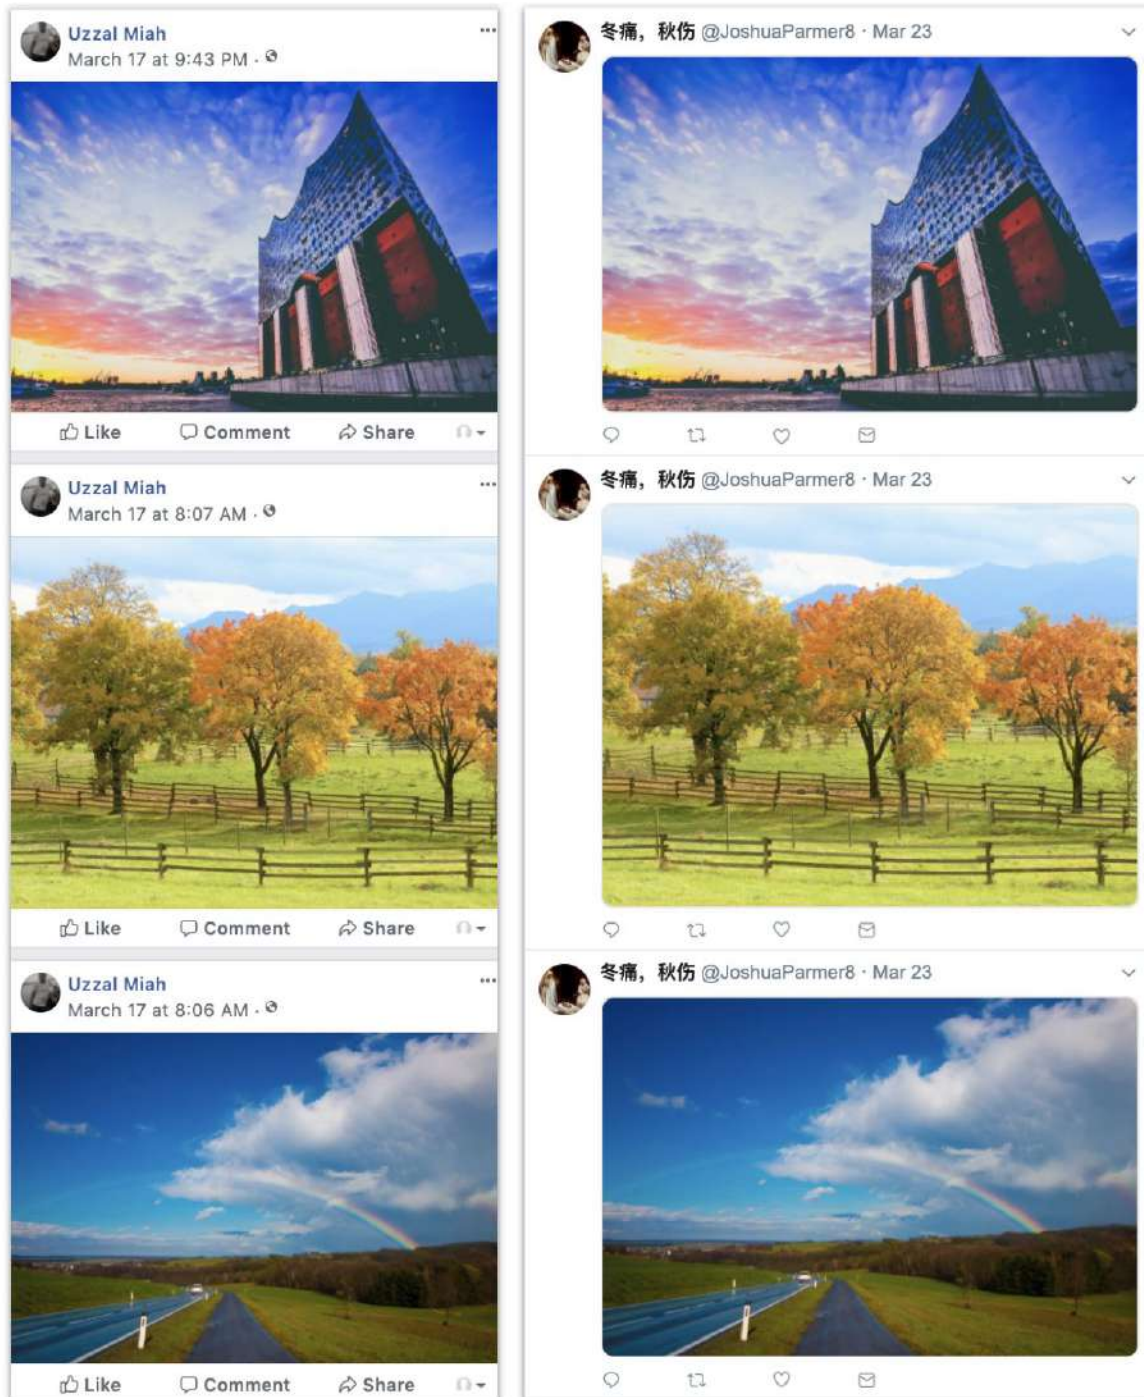 Uzzal Miah
March 17 at 9:43 PM ·
Like Comment Share
Uzzal Miah
March 17 at 8:07 AM ·
Like Comment Share
Uzzal Miah
March 17 at 8:06 AM ·
Like Comment Share
冬痛，秋伤 @JoshuaParmer8 · Mar 23
冬痛，秋伤 @JoshuaParmer8 · Mar 23
冬痛，秋伤 @JoshuaParmer8 · Mar 23